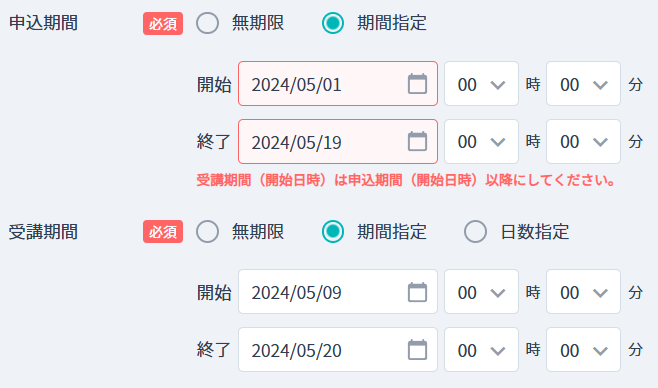 申込期間 必須 無期限 期間指定
開始 2024/05/01 00 時 00 分
終了 2024/05/19 00 時 00 分
受講期間（開始日時）は申込期間（開始日時）以降にしてください。
受講期間 必須 無期限 期間指定 日数指定
開始 2024/05/09 00 時 00 分
終了 2024/05/20 00 時 00 分